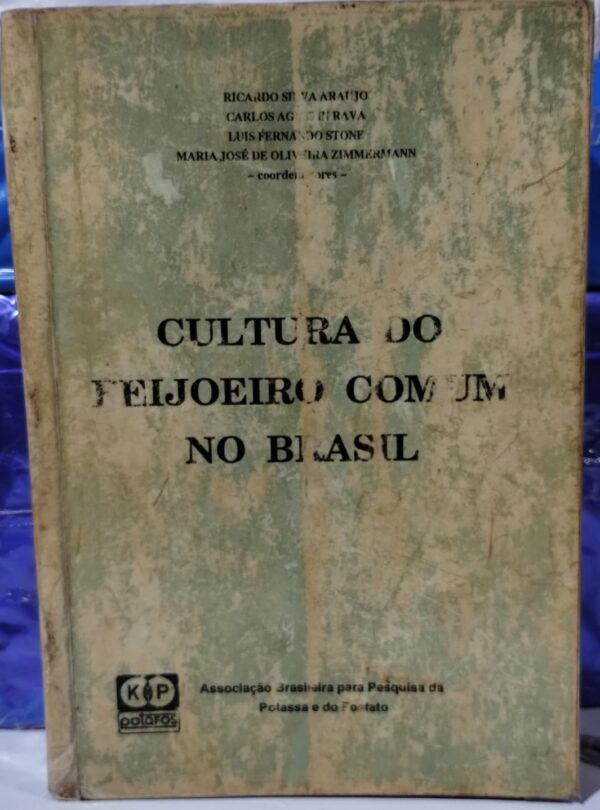 RICARDO SILVA ARAUJO
CARLOS AGUSTIN RAVA
LUIS FERNANDO STONE
MARIA JOSÉ DE OLIVEIRA ZIMMERMANN
– coordenadores –
CULTURA DO
FEIJOEIRO COMUM
NO BRASIL
K P
potafos
Associação Brasileira para Pesquisa da
Potassa e do Fosfato